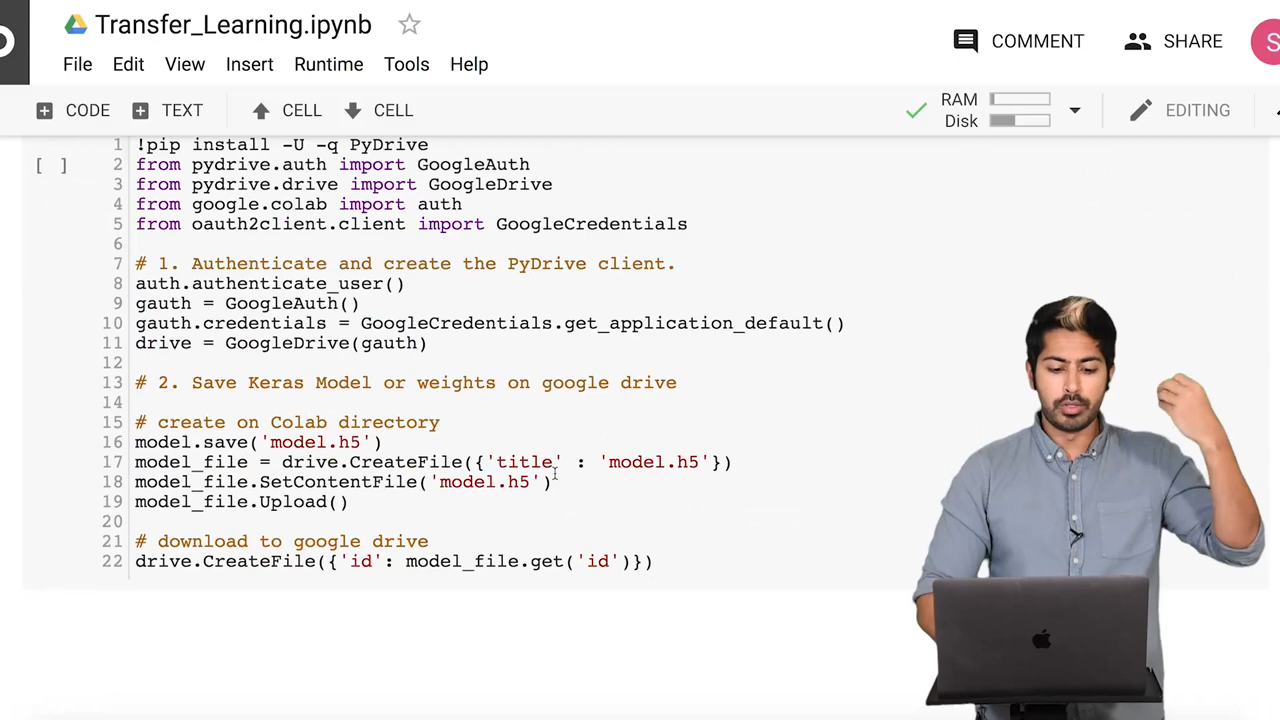 Transfer_Learning.ipynb
COMMENT
SHARE
S
File Edit View Insert Runtime Tools Help
CODE TEXT CELL CELL
RAM
Disk
EDITING
[ ]
1 !pip install -U -q PyDrive
2 from pydrive.auth import GoogleAuth
3 from pydrive.drive import GoogleDrive
4 from google.colab import auth
5 from oauth2client.client import GoogleCredentials
6
7 # 1. Authenticate and create the PyDrive client.
8 auth.authenticate_user()
9 gauth = GoogleAuth()
10 gauth.credentials = GoogleCredentials.get_application_default()
11 drive = GoogleDrive(gauth)
12
13 # 2. Save Keras Model or weights on google drive
14
15 # create on Colab directory
16 model.save('model.h5')
17 model_file = drive.CreateFile({'title' : 'model.h5'})
18 model_file.SetContentFile('model.h5')
19 model_file.Upload()
20
21 # download to google drive
22 drive.CreateFile({'id': model_file.get('id')})